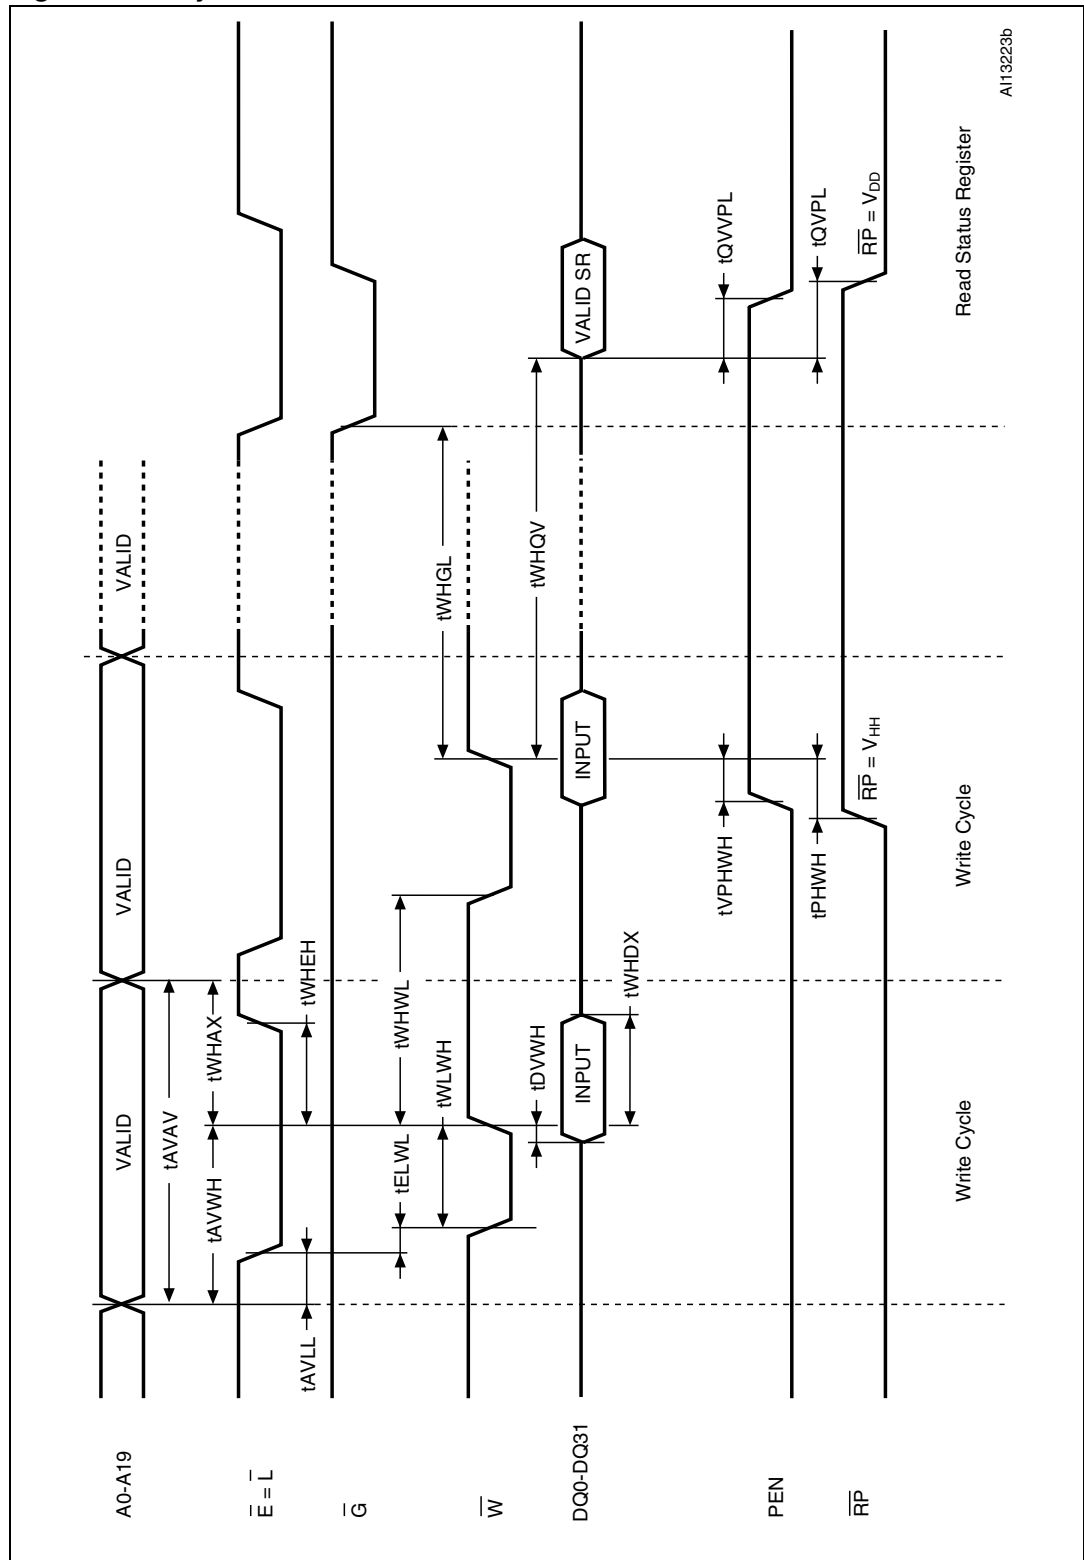 A0-A19
VALID
VALID
VALID
tAVAV
tAVWH
tWHAX
E = L
tAVLL
tWHEH
G
tELWL
tWHWL
tWLWH
tWHGL
W
tDVWH
tWHQV
DQ0-DQ31
INPUT
INPUT
VALID SR
tWHDX
tVPHWH
tQVVPL
PEN
tPHWH
tQVPL
RP
RP = VHH
RP = VDD
Write Cycle
Write Cycle
Read Status Register
AI13223b